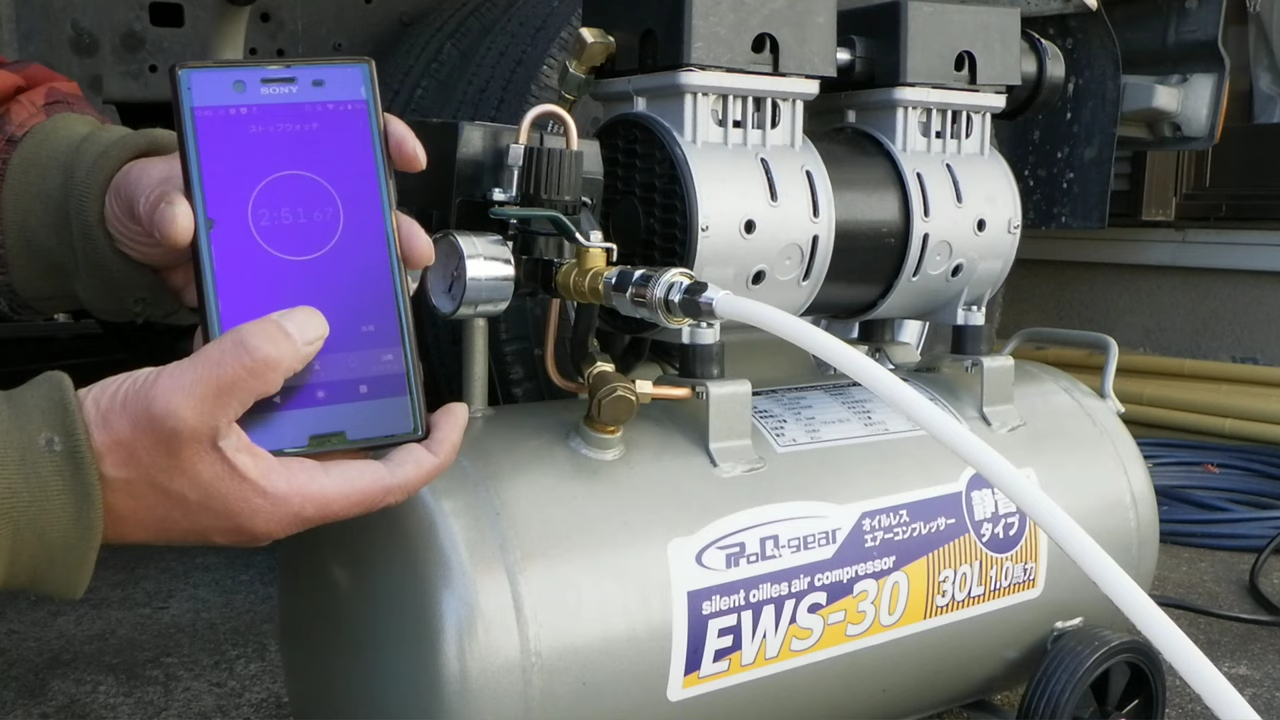 SONY
ストップウォッチ
2:51 67
ProQ-gear
オイルレス
エアーコンプレッサー
静音
タイプ
silent oilles air compressor
EWS-30
30L 1.0馬力